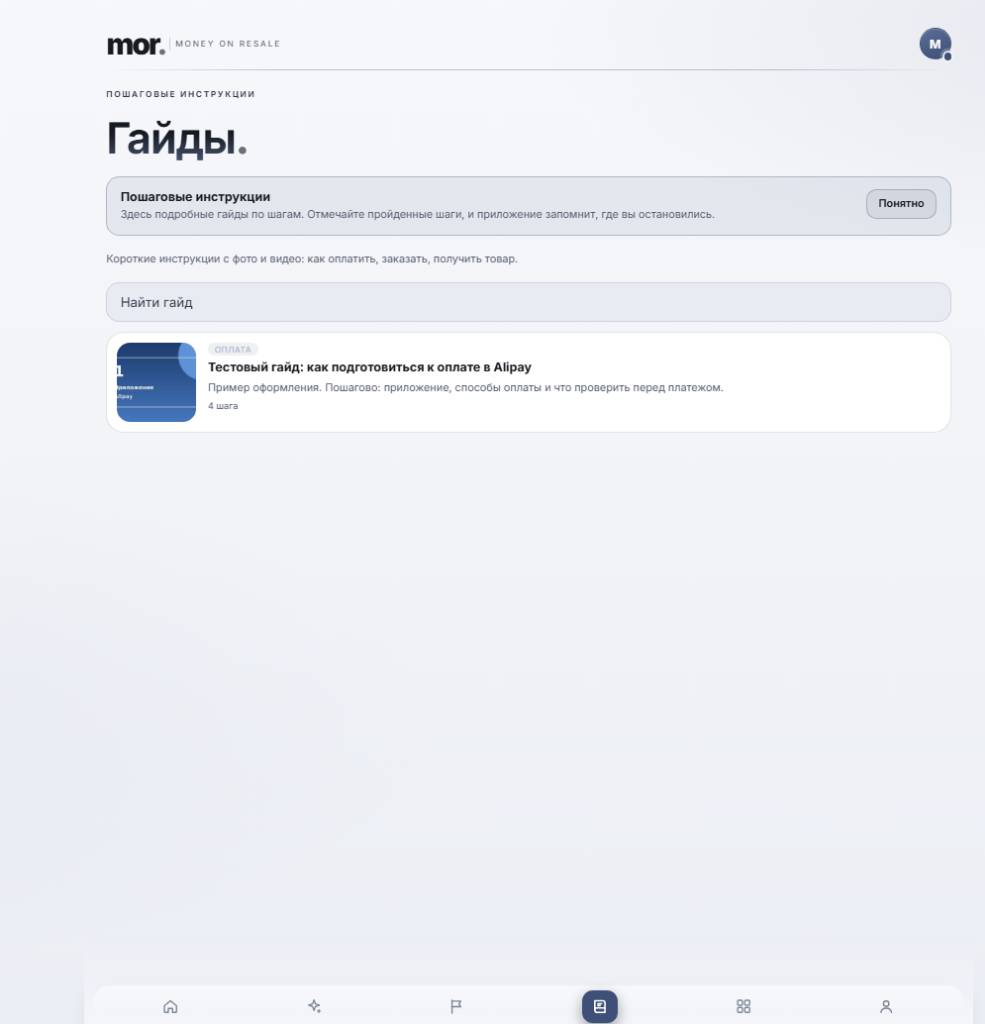 mor. MONEY ON RESALE
M
ПОШАГОВЫЕ ИНСТРУКЦИИ
Гайды.
Пошаговые инструкции
Здесь подробные гайды по шагам. Отмечайте пройденные шаги, и приложение запомнит, где вы остановились.
Понятно
Короткие инструкции с фото и видео: как оплатить, заказать, получить товар.
Найти гайд
1
ОПЛАТА
Тестовый гайд: как подготовиться к оплате в Alipay
Пример оформления. Пошагово: приложение, способы оплаты и что проверить перед платежом.
4 шага